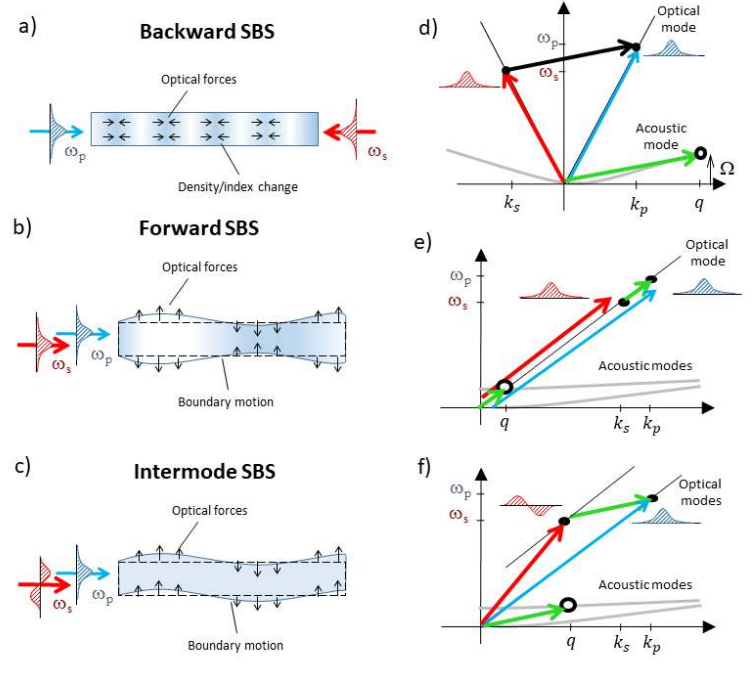 a)
Backward SBS
Optical forces
ωp
ωs
Density/index change
b)
Forward SBS
Optical forces
ωs
ωp
Boundary motion
c)
Intermode SBS
Optical forces
ωs
ωp
Boundary motion
d)
Optical
mode
ωp
ωs
Acoustic
mode
Ω
ks
kp
q
e)
Optical
mode
ωp
ωs
Acoustic modes
q
ks
kp
f)
Optical
modes
ωp
ωs
Acoustic modes
q
ks
kp